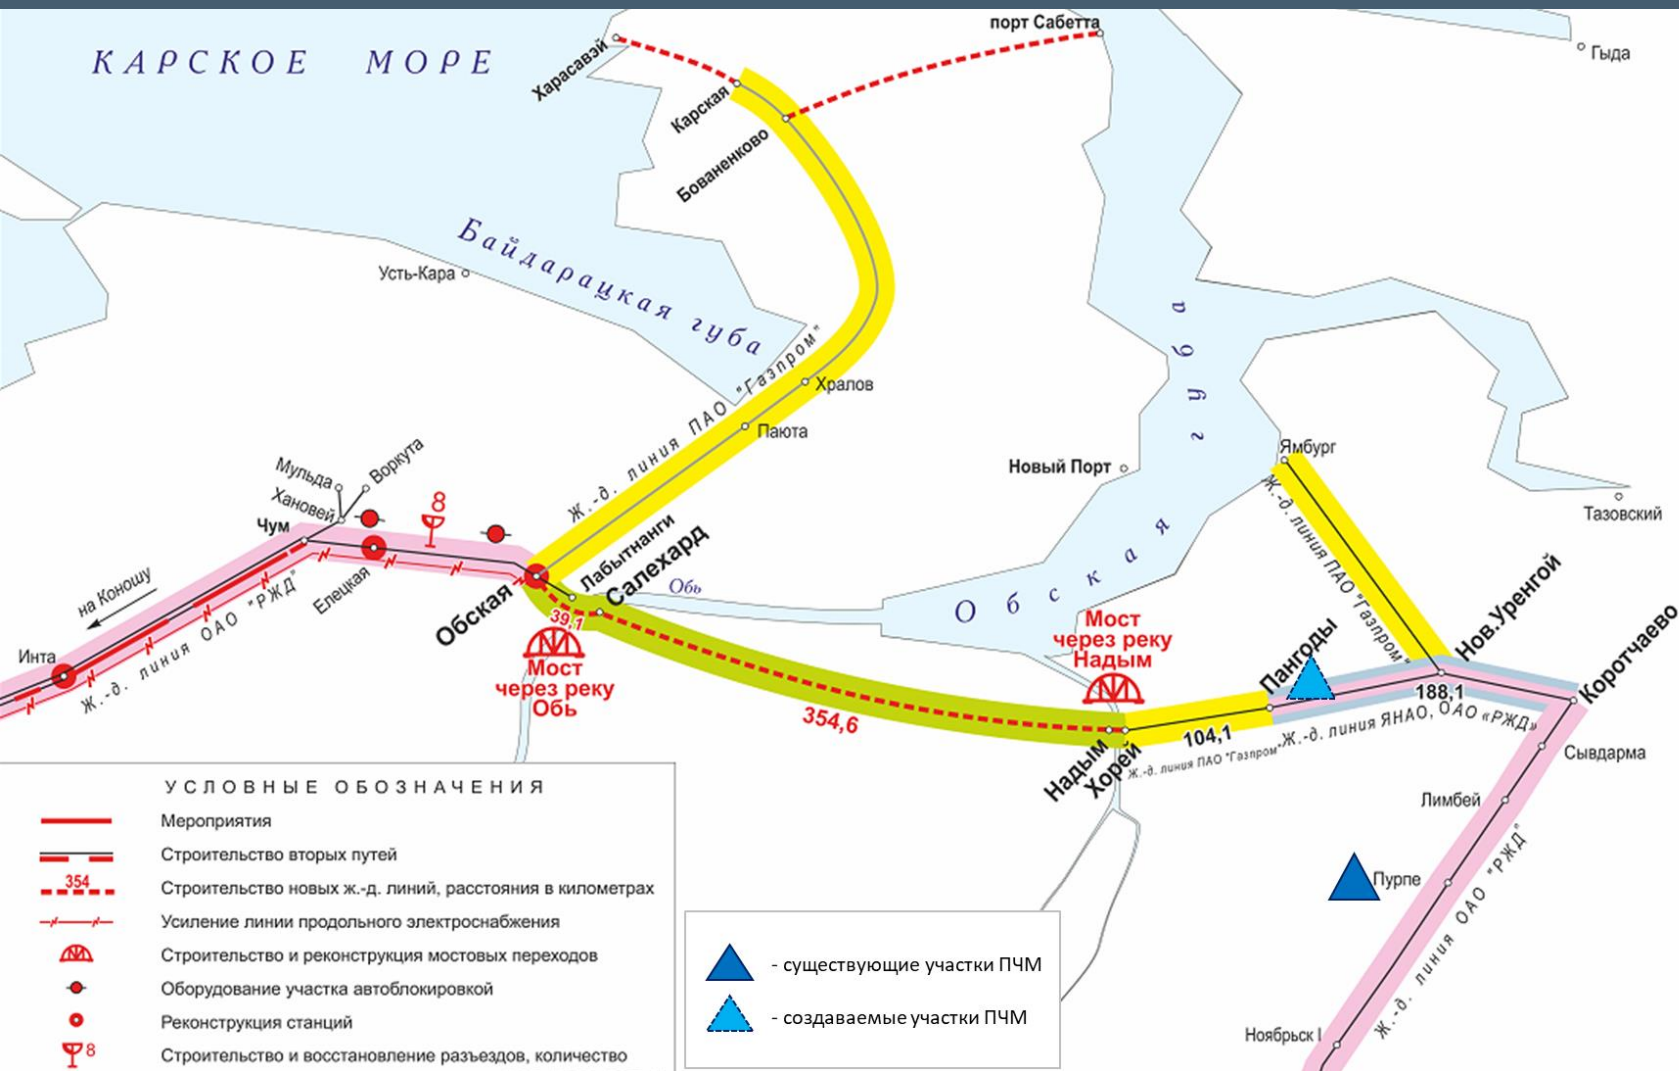 КАРСКОЕ МОРЕ
порт Сабетта
Гыда
Харасавэй
Карская
Бованенково
Байдарацкая губа
Усть-Кара
Ж.-д. линия ПАО "Газпром"
Хралов
Паюта
Обская губа
Новый Порт
Ямбург
Тазовский
Ж.-д. линия ПАО "Газпром"
Мульда
Воркута
Хановей
Чум
8
на Коношу
Елецкая
Инта
Ж.-д. линия ОАО "РЖД"
Обская
Лабытнанги
Салехард
Обь
39,1
Мост
через реку
Обь
354,6
Мост
через реку
Надым
Надым
Хорей
104,1
Ж.-д. линия ПАО "Газпром"
Пангоды
Нов.Уренгой
188,1
Ж.-д. линия ЯНАО, ОАО «РЖД»
Коротчаево
Сывдарма
Лимбей
Пурпе
Ж.-д. линия ОАО "РЖД"
Ноябрьск I
УСЛОВНЫЕ ОБОЗНАЧЕНИЯ
Мероприятия
Строительство вторых путей
354
Строительство новых ж.-д. линий, расстояния в километрах
Усиление линии продольного электроснабжения
Строительство и реконструкция мостовых переходов
Оборудование участка автоблокировкой
Реконструкция станций
8
Строительство и восстановление разъездов, количество
- существующие участки ПЧМ
- создаваемые участки ПЧМ